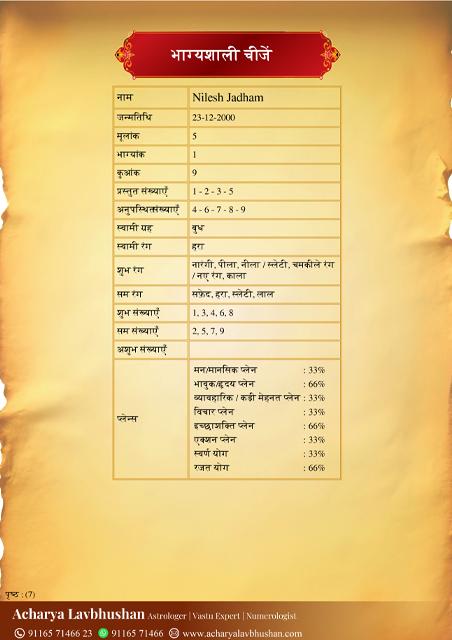 भाग्यशाली चीजें
नाम Nilesh Jadham
जन्मतिथि 23-12-2000
मूलांक 5
भाग्यांक 1
कुआंक 9
प्रस्तुत संख्याएँ 1 - 2 - 3 - 5
अनुपस्थितसंख्याएँ 4 - 6 - 7 - 8 - 9
स्वामी ग्रह बुध
स्वामी रंग हरा
शुभ रंग नारंगी, पीला, नीला / स्लेटी, चमकीले रंग
/ नए रंग, काला
सम रंग सफ़ेद, हरा, स्लेटी, लाल
शुभ संख्याएँ 1, 3, 4, 6, 8
सम संख्याएँ 2, 5, 7, 9
अशुभ संख्याएँ
प्लेन्स
मन/मानसिक प्लेन : 33%
भावुक/हृदय प्लेन : 66%
व्यावहारिक / कडी मेहनत प्लेन : 33%
विचार प्लेन : 33%
इच्छाशक्ति प्लेन : 66%
एक्शन प्लेन : 33%
स्वर्ण योग : 33%
रजत योग : 66%
पृष्ठ : (7)
Acharya Lavbhushan Astrologer | Vastu Expert | Numerologist
91165 71466 23 91165 71466 www.acharyalavbhushan.com